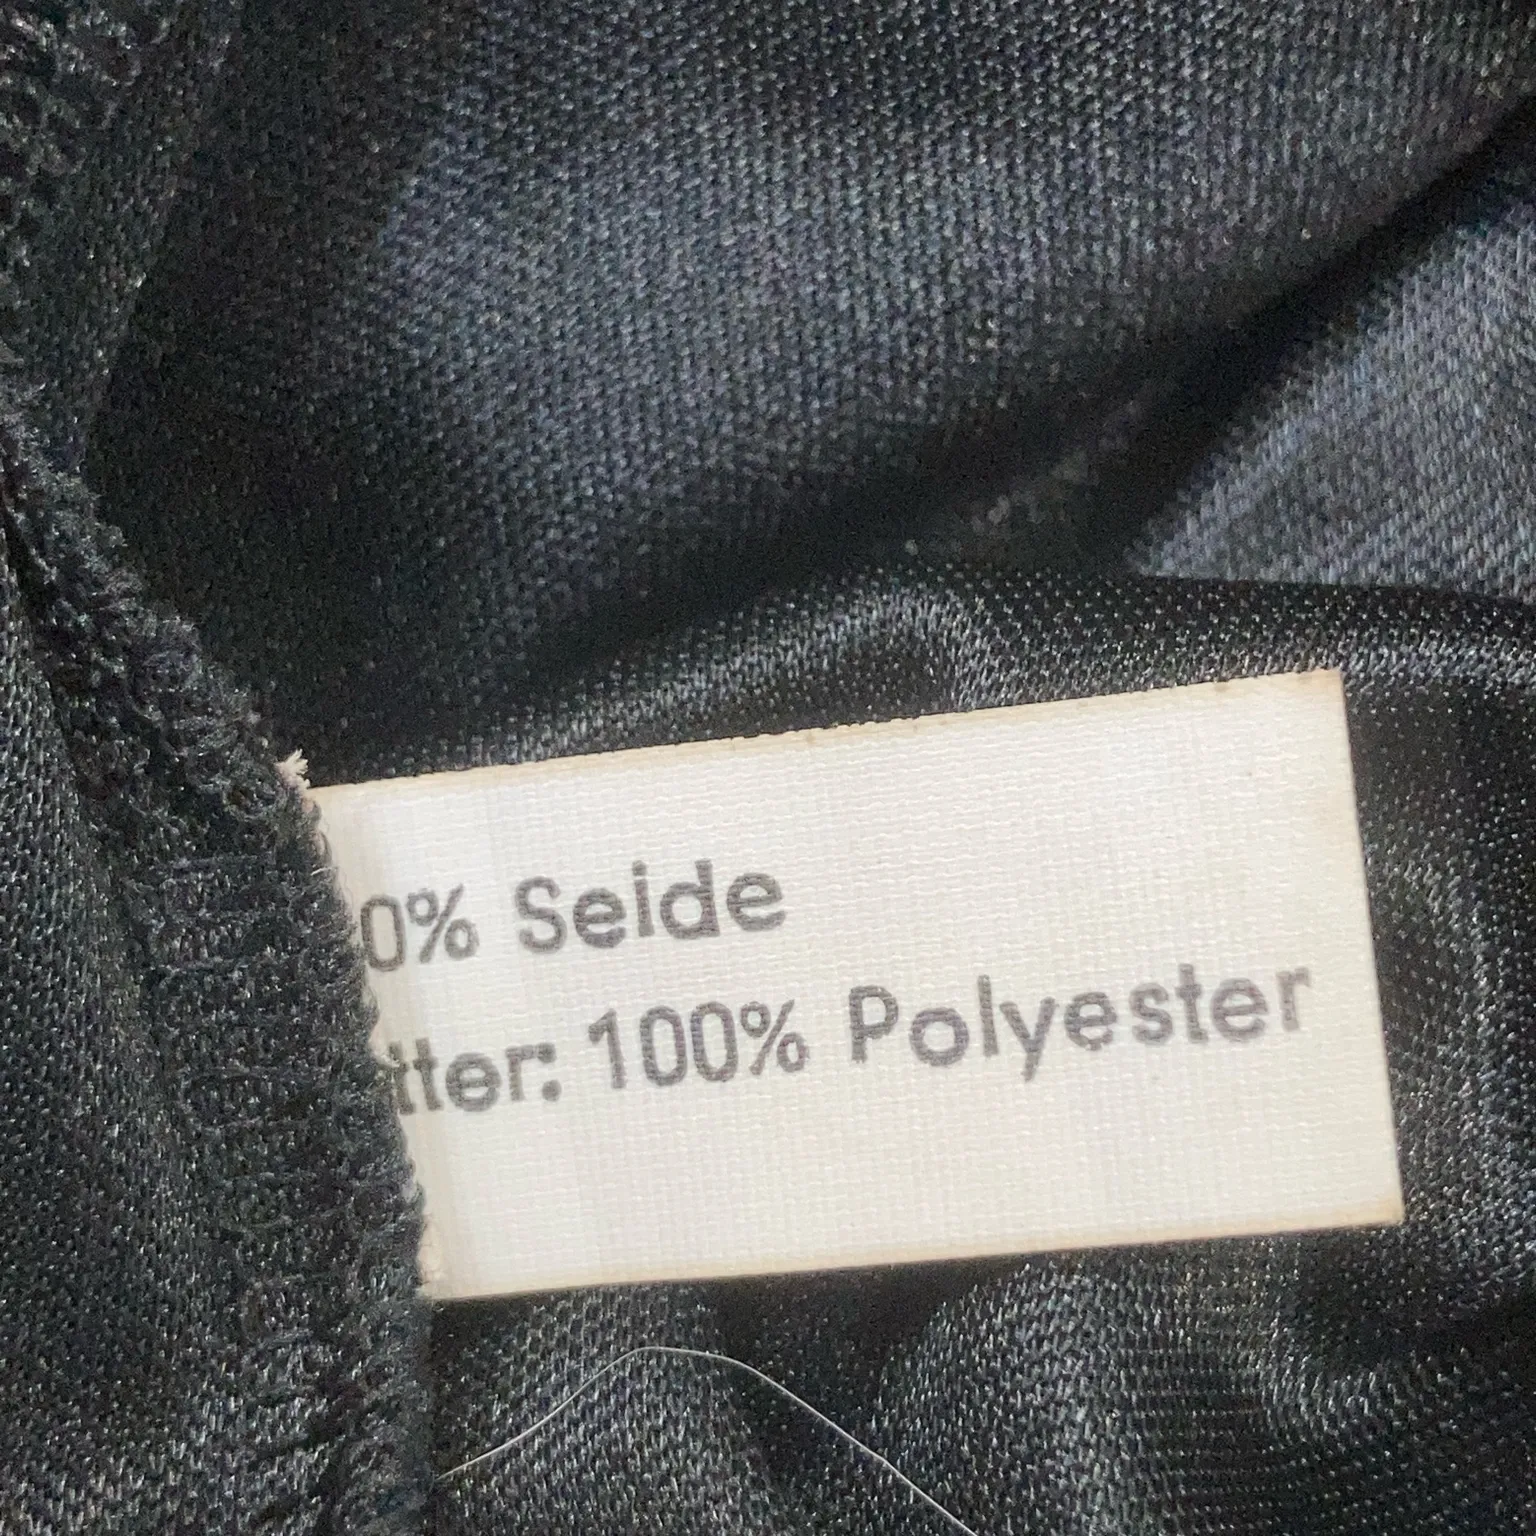 0% Seide
tter: 100% Polyester